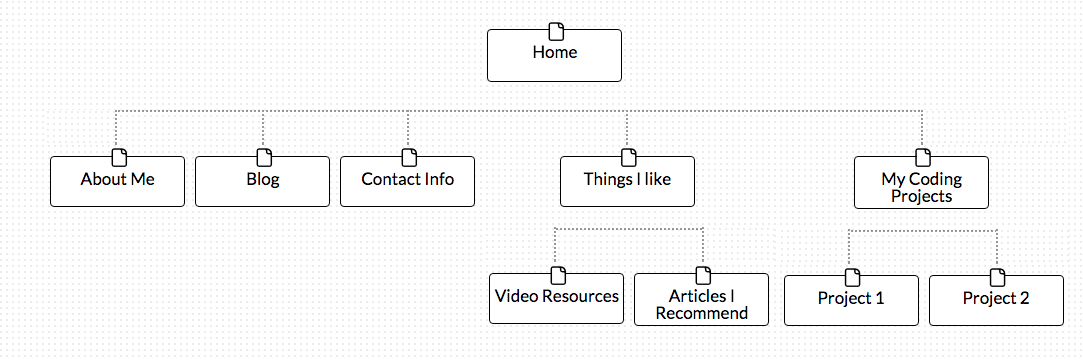 Home
About Me
Blog
Contact Info
Things I like
My Coding
Projects
Video Resources
Articles I
Recommend
Project 1
Project 2